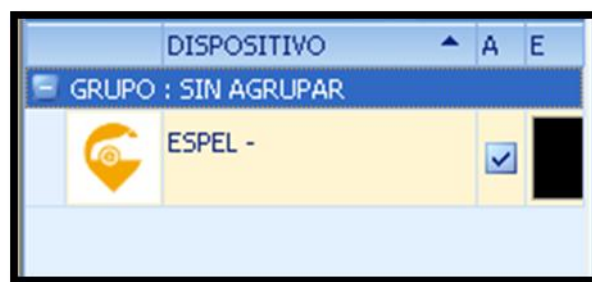 DISPOSITIVO A E
GRUPO : SIN AGRUPAR
ESPEL -